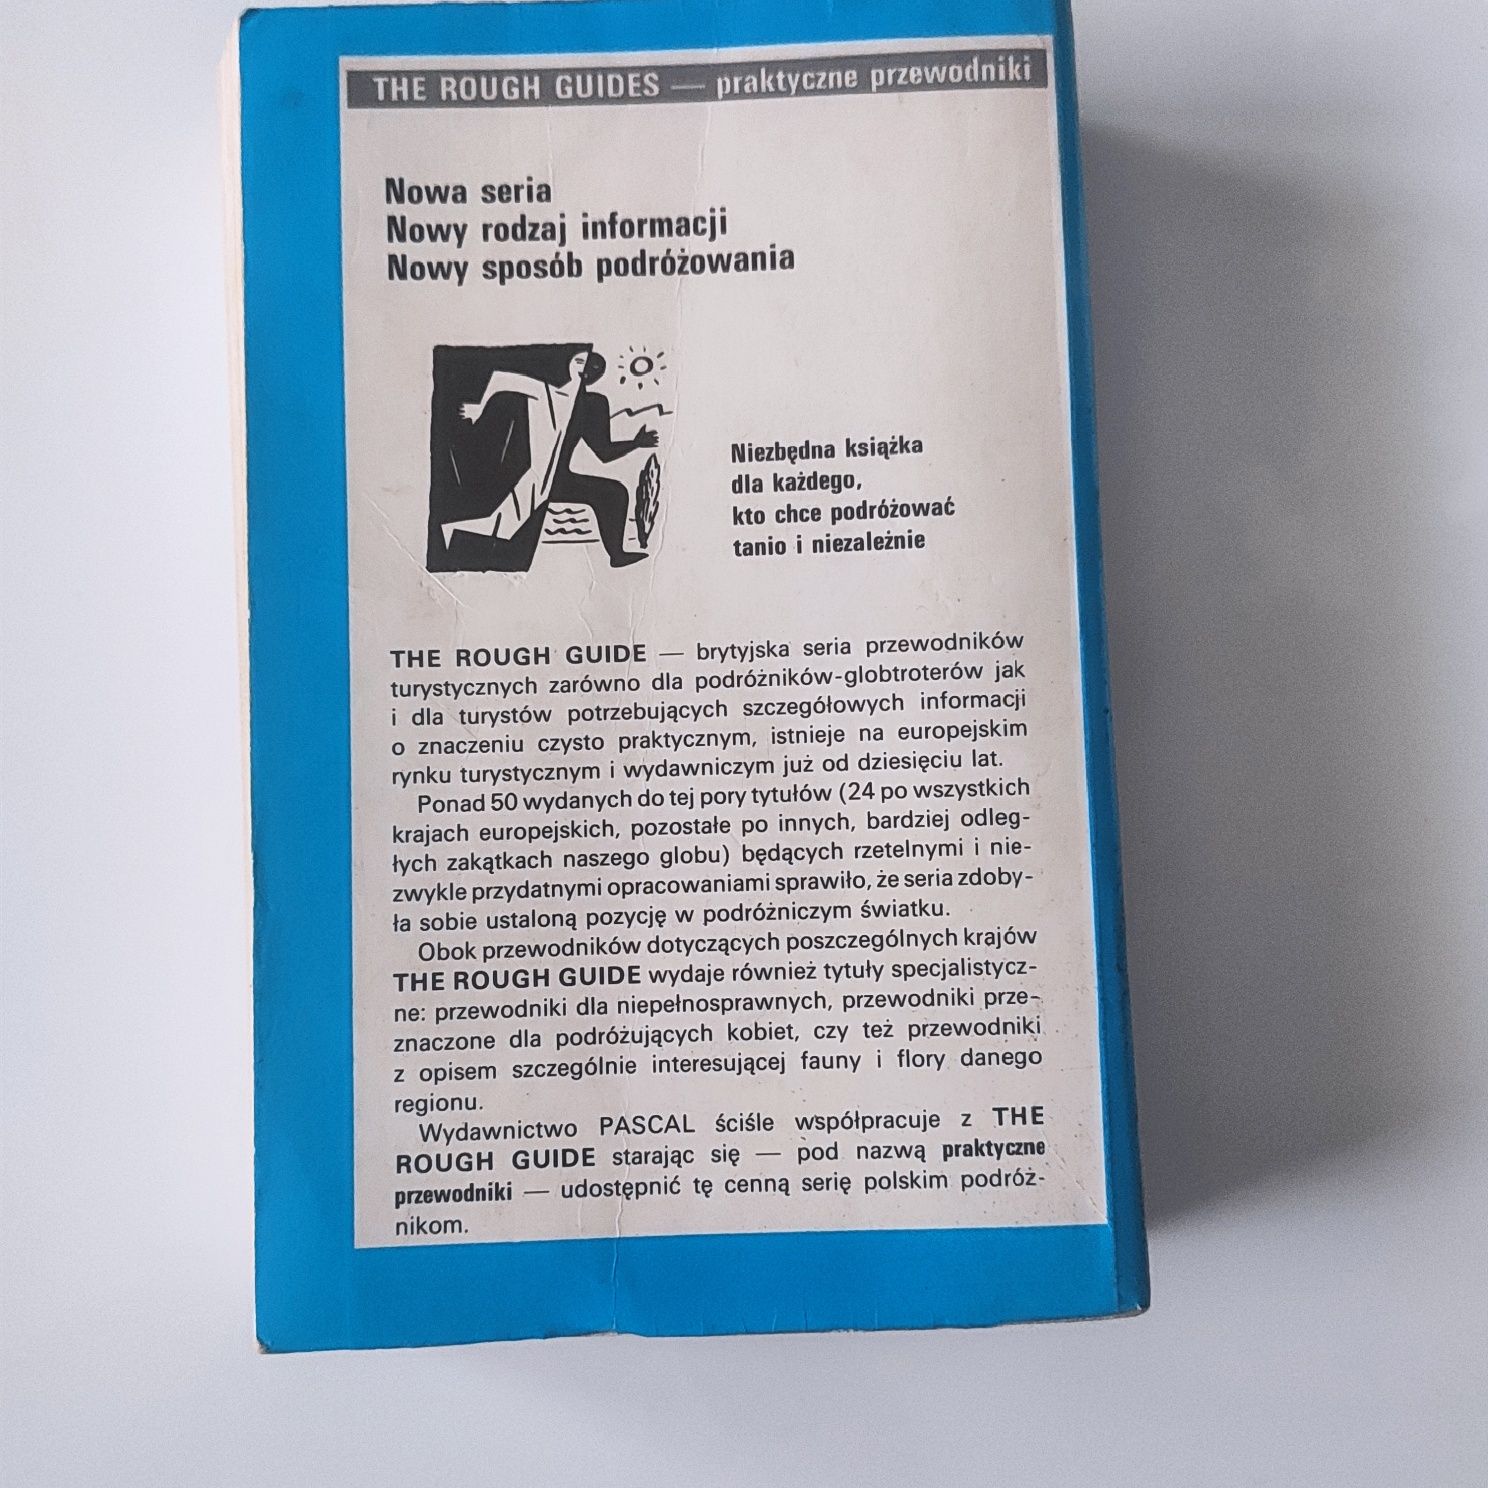 THE ROUGH GUIDES — praktyczne przewodniki
Nowa seria
Nowy rodzaj informacji
Nowy sposób podróżowania
Niezbędna książka
dla każdego,
kto chce podróżować
tanio i niezależnie
THE ROUGH GUIDE — brytyjska seria przewodników
turystycznych zarówno dla podróżników-globtroterów jak
i dla turystów potrzebujących szczegółowych informacji
o znaczeniu czysto praktycznym, istnieje na europejskim
rynku turystycznym i wydawniczym już od dziesięciu lat.
Ponad 50 wydanych do tej pory tytułów (24 po wszystkich
krajach europejskich, pozostałe po innych, bardziej odleg-
łych zakątkach naszego globu) będących rzetelnymi i nie-
zwykle przydatnymi opracowaniami sprawiło, że seria zdoby-
ła sobie ustaloną pozycję w podróżniczym światku.
Obok przewodników dotyczących poszczególnych krajów
THE ROUGH GUIDE wydaje również tytuły specjalistycz-
ne: przewodniki dla niepełnosprawnych, przewodniki prze-
znaczone dla podróżujących kobiet, czy też przewodniki
z opisem szczególnie interesującej fauny i flory danego
regionu.
Wydawnictwo PASCAL ściśle współpracuje z THE
ROUGH GUIDE starając się — pod nazwą praktyczne
przewodniki — udostępnić tę cenną serię polskim podróż-
nikom.